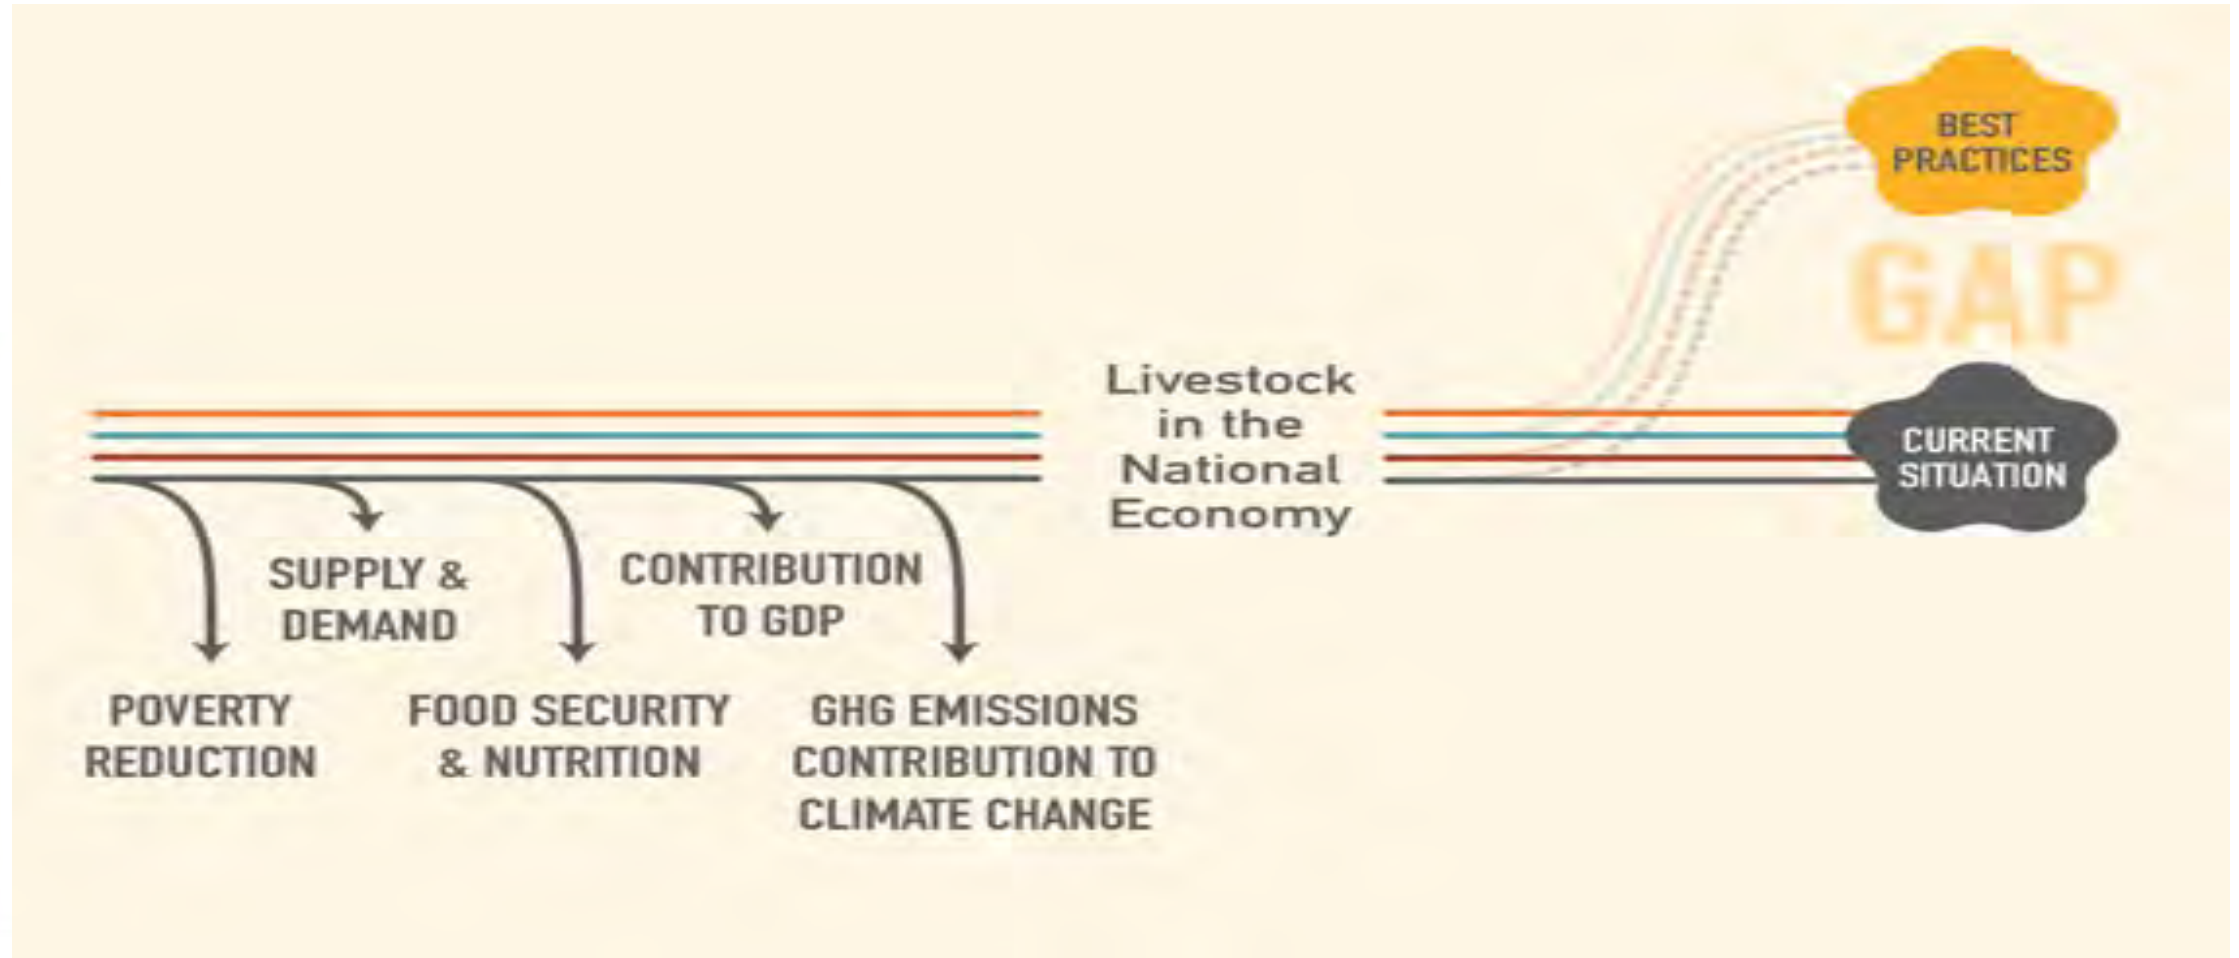 BEST
PRACTICES
GAP
Livestock
in the
National
Economy
CURRENT
SITUATION
SUPPLY &
DEMAND
CONTRIBUTION
TO GDP
POVERTY
REDUCTION
FOOD SECURITY
& NUTRITION
GHG EMISSIONS
CONTRIBUTION TO
CLIMATE CHANGE